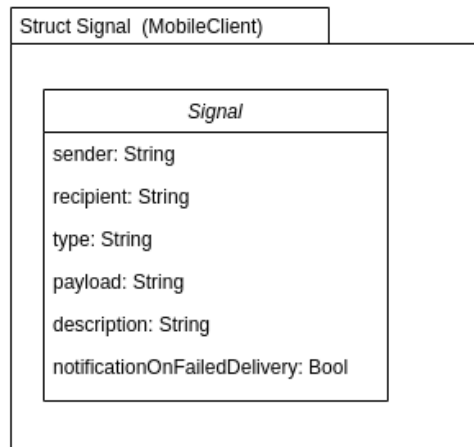 Struct Signal (MobileClient)
Signal
sender: String
recipient: String
type: String
payload: String
description: String
notificationOnFailedDelivery: Bool